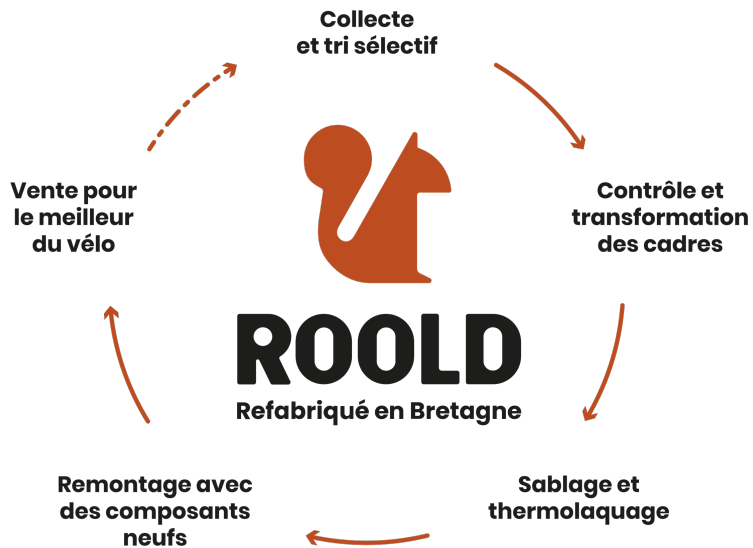 Collecte
et tri sélectif
Contrôle et
transformation
des cadres
Sablage et
thermolaquage
Remontage avec
des composants
neufs
Vente pour
le meilleur
du vélo
ROOLD
Refabriqué en Bretagne